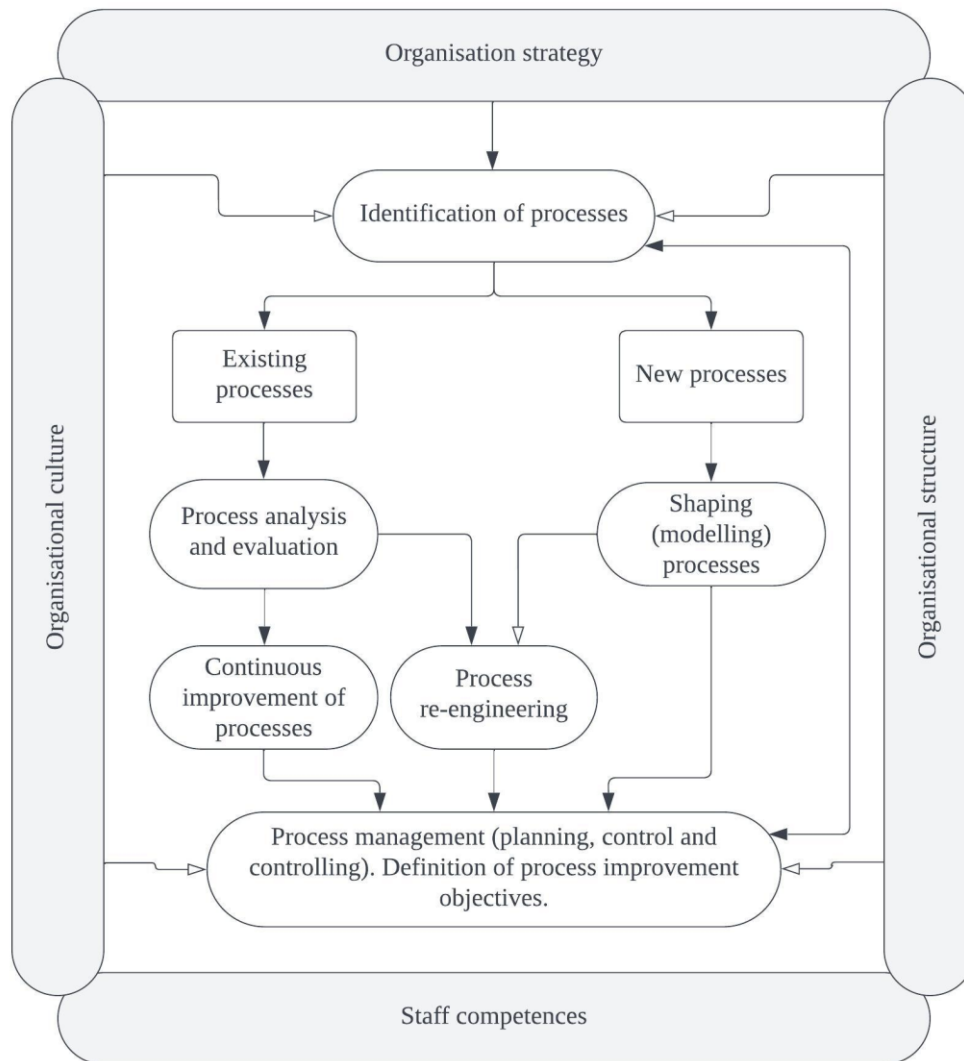 Organisation strategy
Identification of processes
Existing
processes
New processes
Organisational culture
Organisational structure
Process analysis
and evaluation
Shaping
(modelling)
processes
Continuous
improvement of
processes
Process
re-engineering
Process management (planning, control and
controlling). Definition of process improvement
objectives.
Staff competences